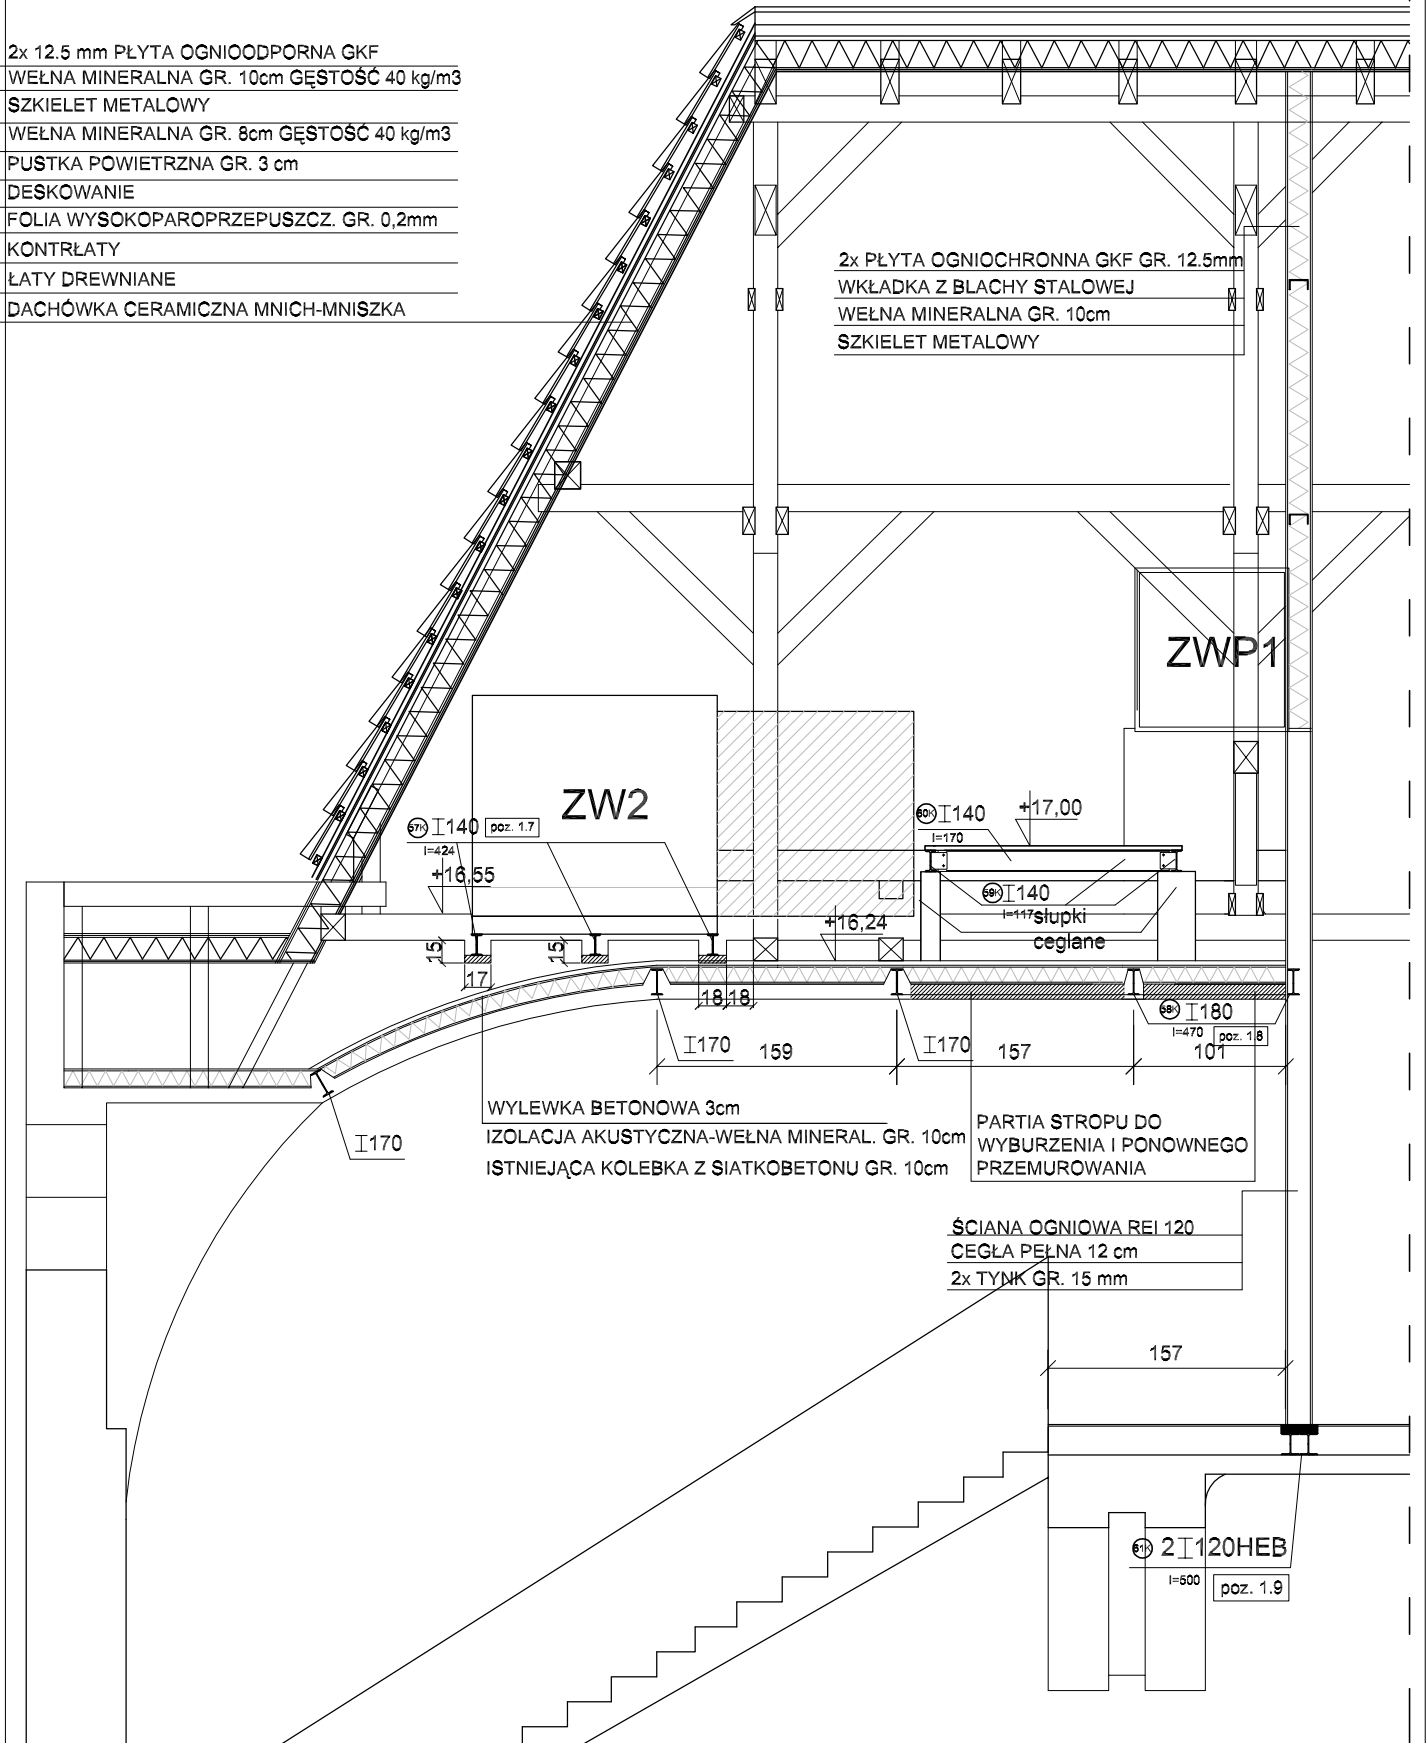 2x 12.5 mm PŁYTA OGNIOODPORNA GKF
WEŁNA MINERALNA GR. 10cm GĘSTOŚĆ 40 kg/m3
SZKIELET METALOWY
WEŁNA MINERALNA GR. 8cm GĘSTOŚĆ 40 kg/m3
PUSTKA POWIETRZNA GR. 3 cm
DESKOWANIE
FOLIA WYSOKOPAROPRZEPUSZCZ. GR. 0,2mm
KONTRŁATY
ŁATY DREWNIANE
DACHÓWKA CERAMICZNA MNICH-MNISZKA
2x PŁYTA OGNIOCHRONNA GKF GR. 12.5mm
WKŁADKA Z BLACHY STALOWEJ
WEŁNA MINERALNA GR. 10cm
SZKIELET METALOWY
ZWP1
ZW2
57K I140 poz. 1.7
l=424
+16,55
60K I140
l=170
+17,00
59K I140
l=117
słupki
ceglane
+16,24
15
15
17
18 18
58K I180
l=470 poz. 1.8
I170
159
I170
157
101
I170
WYLEWKA BETONOWA 3cm
IZOLACJA AKUSTYCZNA-WEŁNA MINERAL. GR. 10cm
ISTNIEJĄCA KOLEBKA Z SIATKOBETONU GR. 10cm
PARTIA STROPU DO
WYBURZENIA I PONOWNEGO
PRZEMUROWANIA
ŚCIANA OGNIOWA REI 120
CEGŁA PEŁNA 12 cm
2x TYNK GR. 15 mm
157
61K 2I120HEB
l=500
poz. 1.9